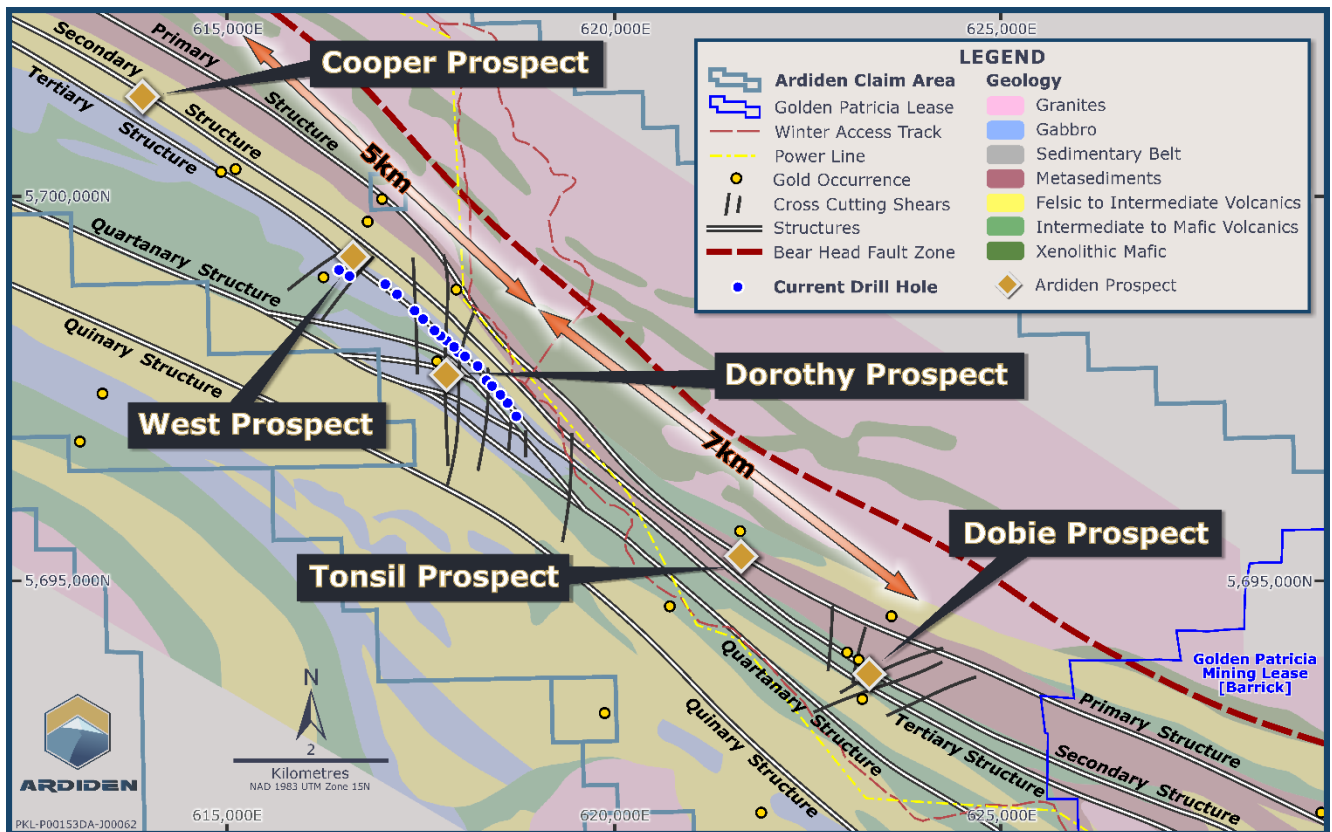 615,000E
620,000E
625,000E
Secondary Structure
Primary Structure
Tertiary Structure
Cooper Prospect
LEGEND
Ardiden Claim Area
Golden Patricia Lease
Winter Access Track
Power Line
Gold Occurrence
Cross Cutting Shears
Structures
Bear Head Fault Zone
Current Drill Hole
Geology
Granites
Gabbro
Sedimentary Belt
Metasediments
Felsic to Intermediate Volcanics
Intermediate to Mafic Volcanics
Xenolithic Mafic
Ardiden Prospect
5km
5,700,000N
Quartanary Structure
Quinary Structure
West Prospect
Dorothy Prospect
7km
Tonsil Prospect
Dobie Prospect
5,695,000N
5,695,000N
Golden Patricia
Mining Lease
[Barrick]
Quartanary Structure
Quinary Structure
Tertiary Structure
Primary Structure
Secondary Structure
N
2
Kilometres
NAD 1983 UTM Zone 15N
ARDIDEN
PKL-P00153DA-J00062
615,000E
620,000E
625,000E